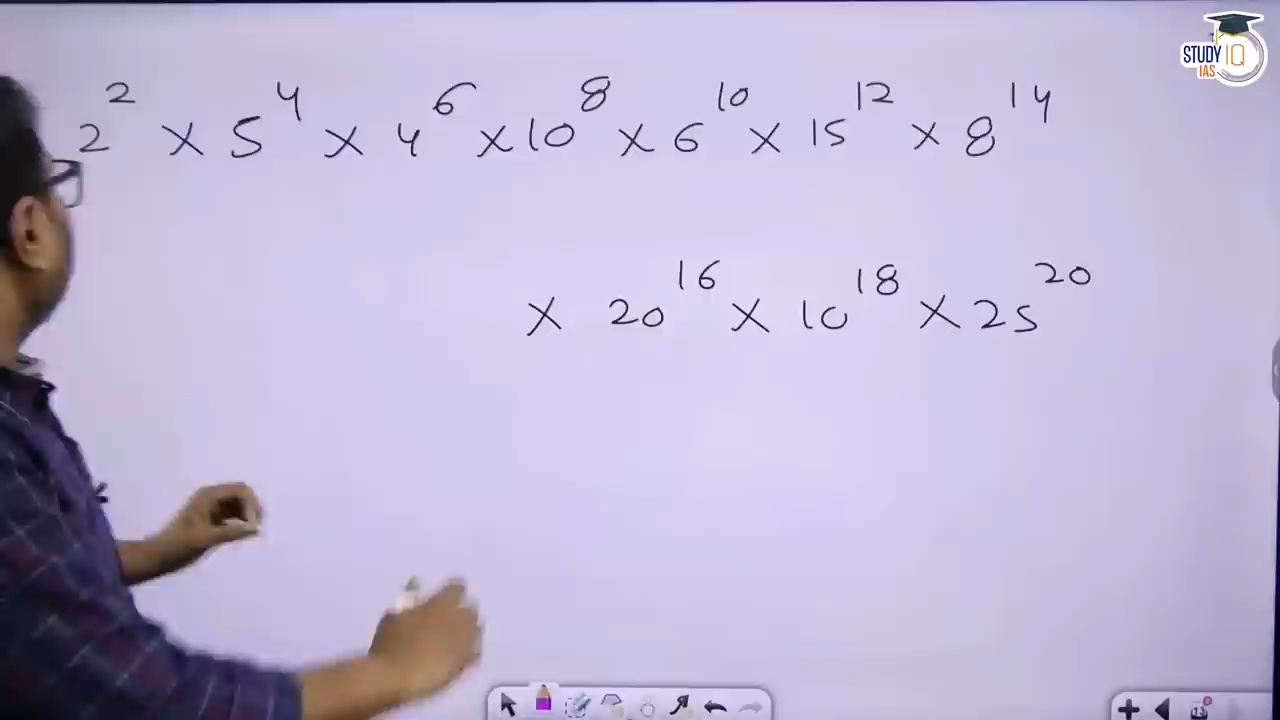 STUDY IQ
IAS
2² × 5⁴ × 4⁶ × 10⁸ × 6¹⁰ × 15¹² × 8¹⁴
× 20¹⁶ × 10¹⁸ × 25²⁰